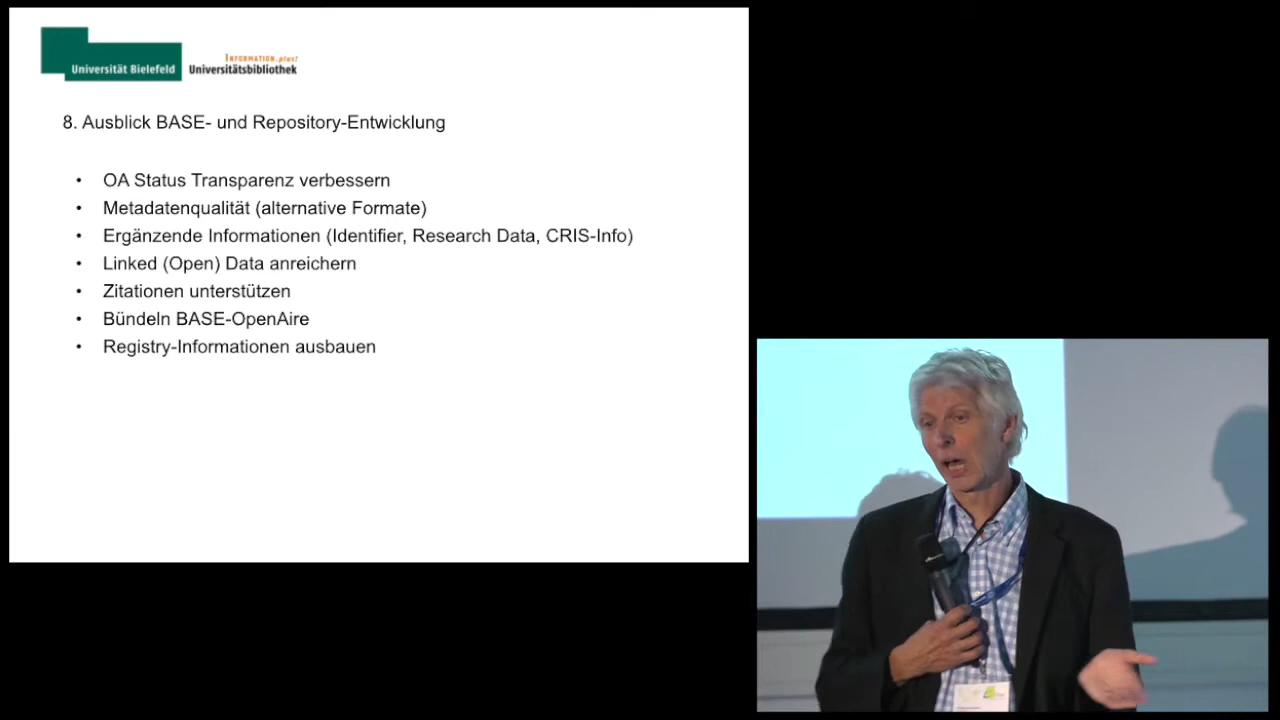 Universität Bielefeld
INFORMATION.plus!
Universitätsbibliothek
8. Ausblick BASE- und Repository-Entwicklung
• OA Status Transparenz verbessern
• Metadatenqualität (alternative Formate)
• Ergänzende Informationen (Identifier, Research Data, CRIS-Info)
• Linked (Open) Data anreichern
• Zitationen unterstützen
• Bündeln BASE-OpenAire
• Registry-Informationen ausbauen